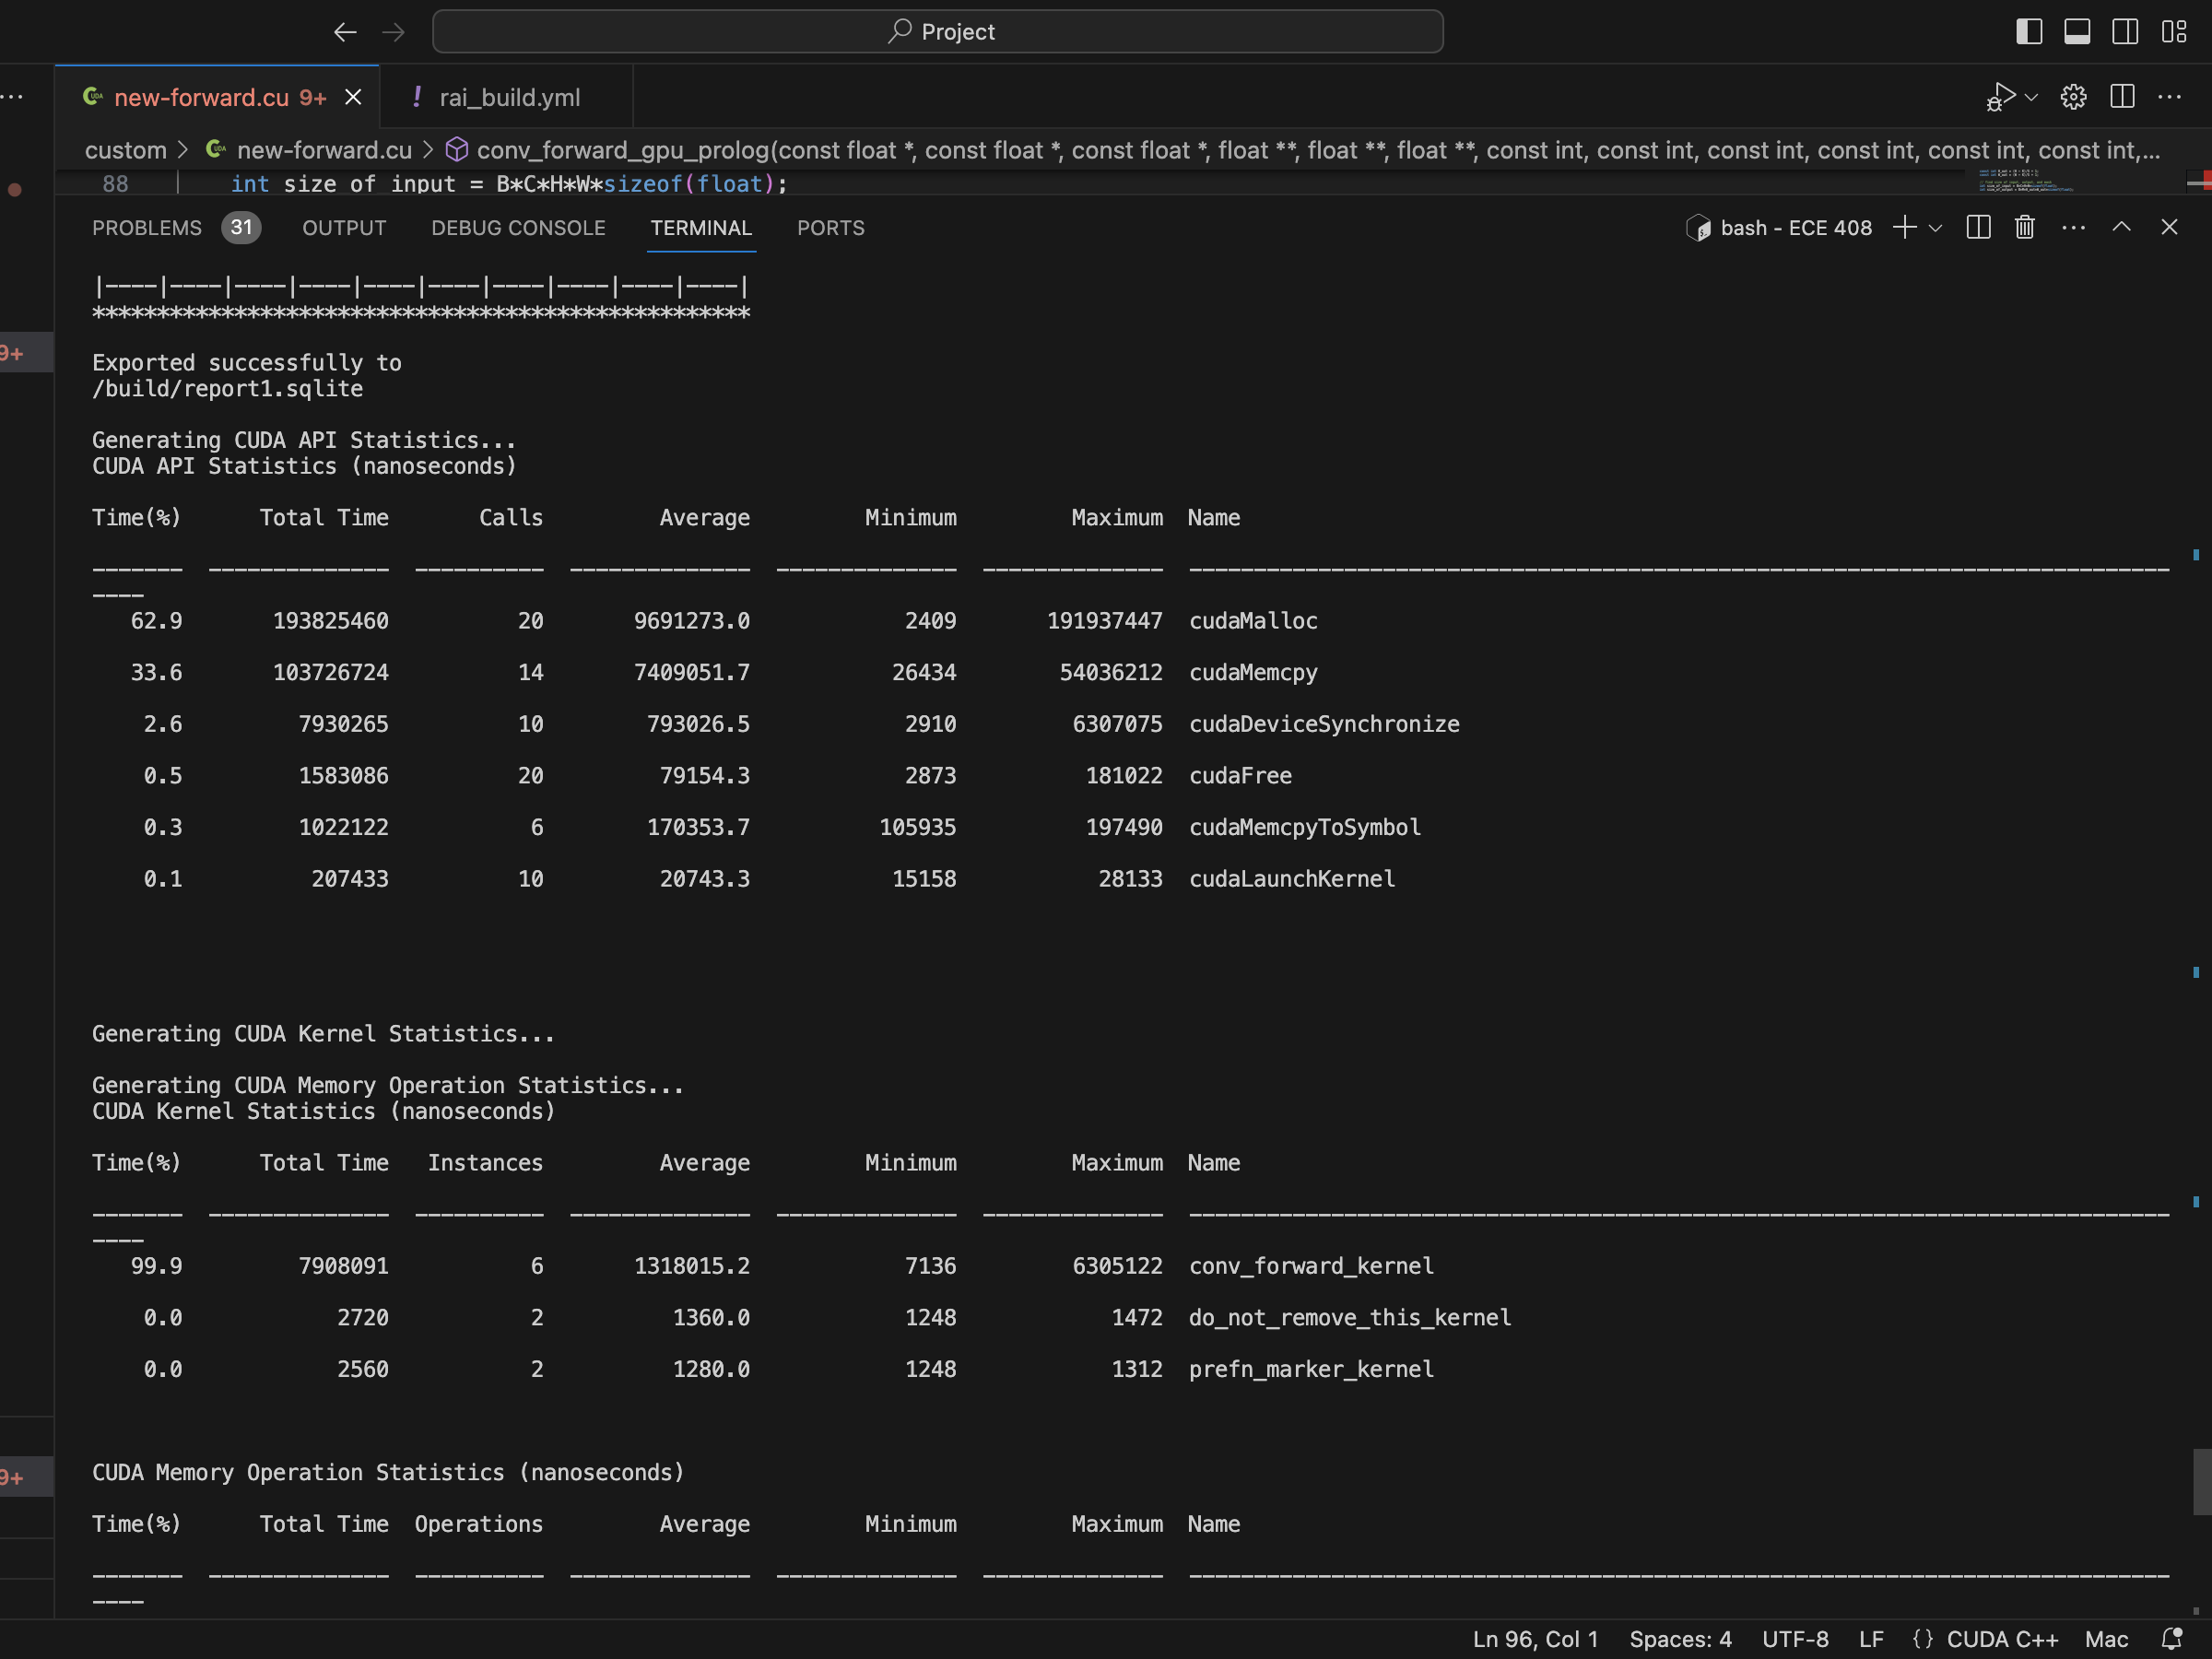 Project
new-forward.cu 9+
! rai_build.yml
custom > new-forward.cu > conv_forward_gpu_prolog(const float *, const float *, const float *, float **, float **, float **, const int, const int, const int, const int, const int, const int,...
88 int size of input = B*C*H*W*sizeof(float);
PROBLEMS 31 OUTPUT DEBUG CONSOLE TERMINAL PORTS
bash - ECE 408
|----|----|----|----|----|----|----|----|----|----|
***************************************************
9+
Exported successfully to
/build/report1.sqlite
Generating CUDA API Statistics...
CUDA API Statistics (nanoseconds)
Time(%) Total Time Calls Average Minimum Maximum Name
------- -------------- ---------- -------------- -------------- -------------- ----------------------------------------------------------------------------
----
62.9 193825460 20 9691273.0 2409 191937447 cudaMalloc
33.6 103726724 14 7409051.7 26434 54036212 cudaMemcpy
2.6 7930265 10 793026.5 2910 6307075 cudaDeviceSynchronize
0.5 1583086 20 79154.3 2873 181022 cudaFree
0.3 1022122 6 170353.7 105935 197490 cudaMemcpyToSymbol
0.1 207433 10 20743.3 15158 28133 cudaLaunchKernel
Generating CUDA Kernel Statistics...
Generating CUDA Memory Operation Statistics...
CUDA Kernel Statistics (nanoseconds)
Time(%) Total Time Instances Average Minimum Maximum Name
------- -------------- ---------- -------------- -------------- -------------- ----------------------------------------------------------------------------
----
99.9 7908091 6 1318015.2 7136 6305122 conv_forward_kernel
0.0 2720 2 1360.0 1248 1472 do_not_remove_this_kernel
0.0 2560 2 1280.0 1248 1312 prefn_marker_kernel
9+
CUDA Memory Operation Statistics (nanoseconds)
Time(%) Total Time Operations Average Minimum Maximum Name
------- -------------- ---------- -------------- -------------- -------------- ----------------------------------------------------------------------------
----
Ln 96, Col 1 Spaces: 4 UTF-8 LF {} CUDA C++ Mac